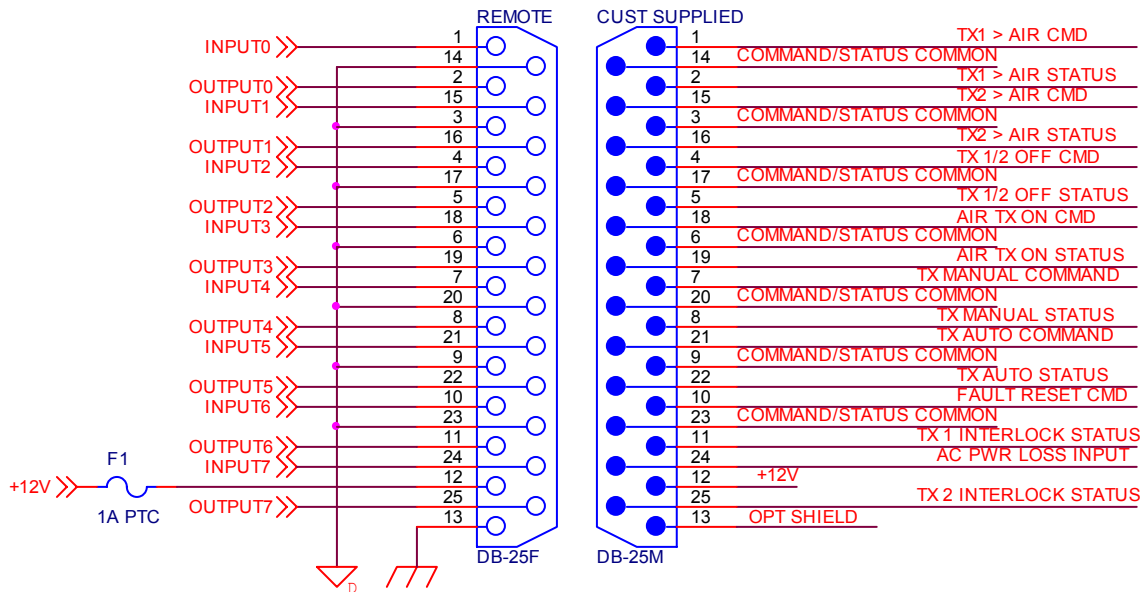 REMOTE CUST SUPPLIED
INPUT0 1 1 TX1 > AIR CMD
14 14 COMMAND/STATUS COMMON
OUTPUT0 2 2 TX1 > AIR STATUS
INPUT1 15 15 TX2 > AIR CMD
3 3 COMMAND/STATUS COMMON
OUTPUT1 16 16 TX2 > AIR STATUS
INPUT2 4 4 TX 1/2 OFF CMD
17 17 COMMAND/STATUS COMMON
OUTPUT2 5 5 TX 1/2 OFF STATUS
INPUT3 18 18 AIR TX ON CMD
6 6 COMMAND/STATUS COMMON
OUTPUT3 19 19 AIR TX ON STATUS
INPUT4 7 7 TX MANUAL COMMAND
20 20 COMMAND/STATUS COMMON
OUTPUT4 8 8 TX MANUAL STATUS
INPUT5 21 21 TX AUTO COMMAND
9 9 COMMAND/STATUS COMMON
OUTPUT5 22 22 TX AUTO STATUS
INPUT6 10 10 FAULT RESET CMD
23 23 COMMAND/STATUS COMMON
OUTPUT6 11 11 TX 1 INTERLOCK STATUS
F1 INPUT7 24 24 AC PWR LOSS INPUT
+12V 12 12 +12V
1A PTC OUTPUT7 25 25 TX 2 INTERLOCK STATUS
13 13 OPT SHIELD
DB-25F DB-25M
D